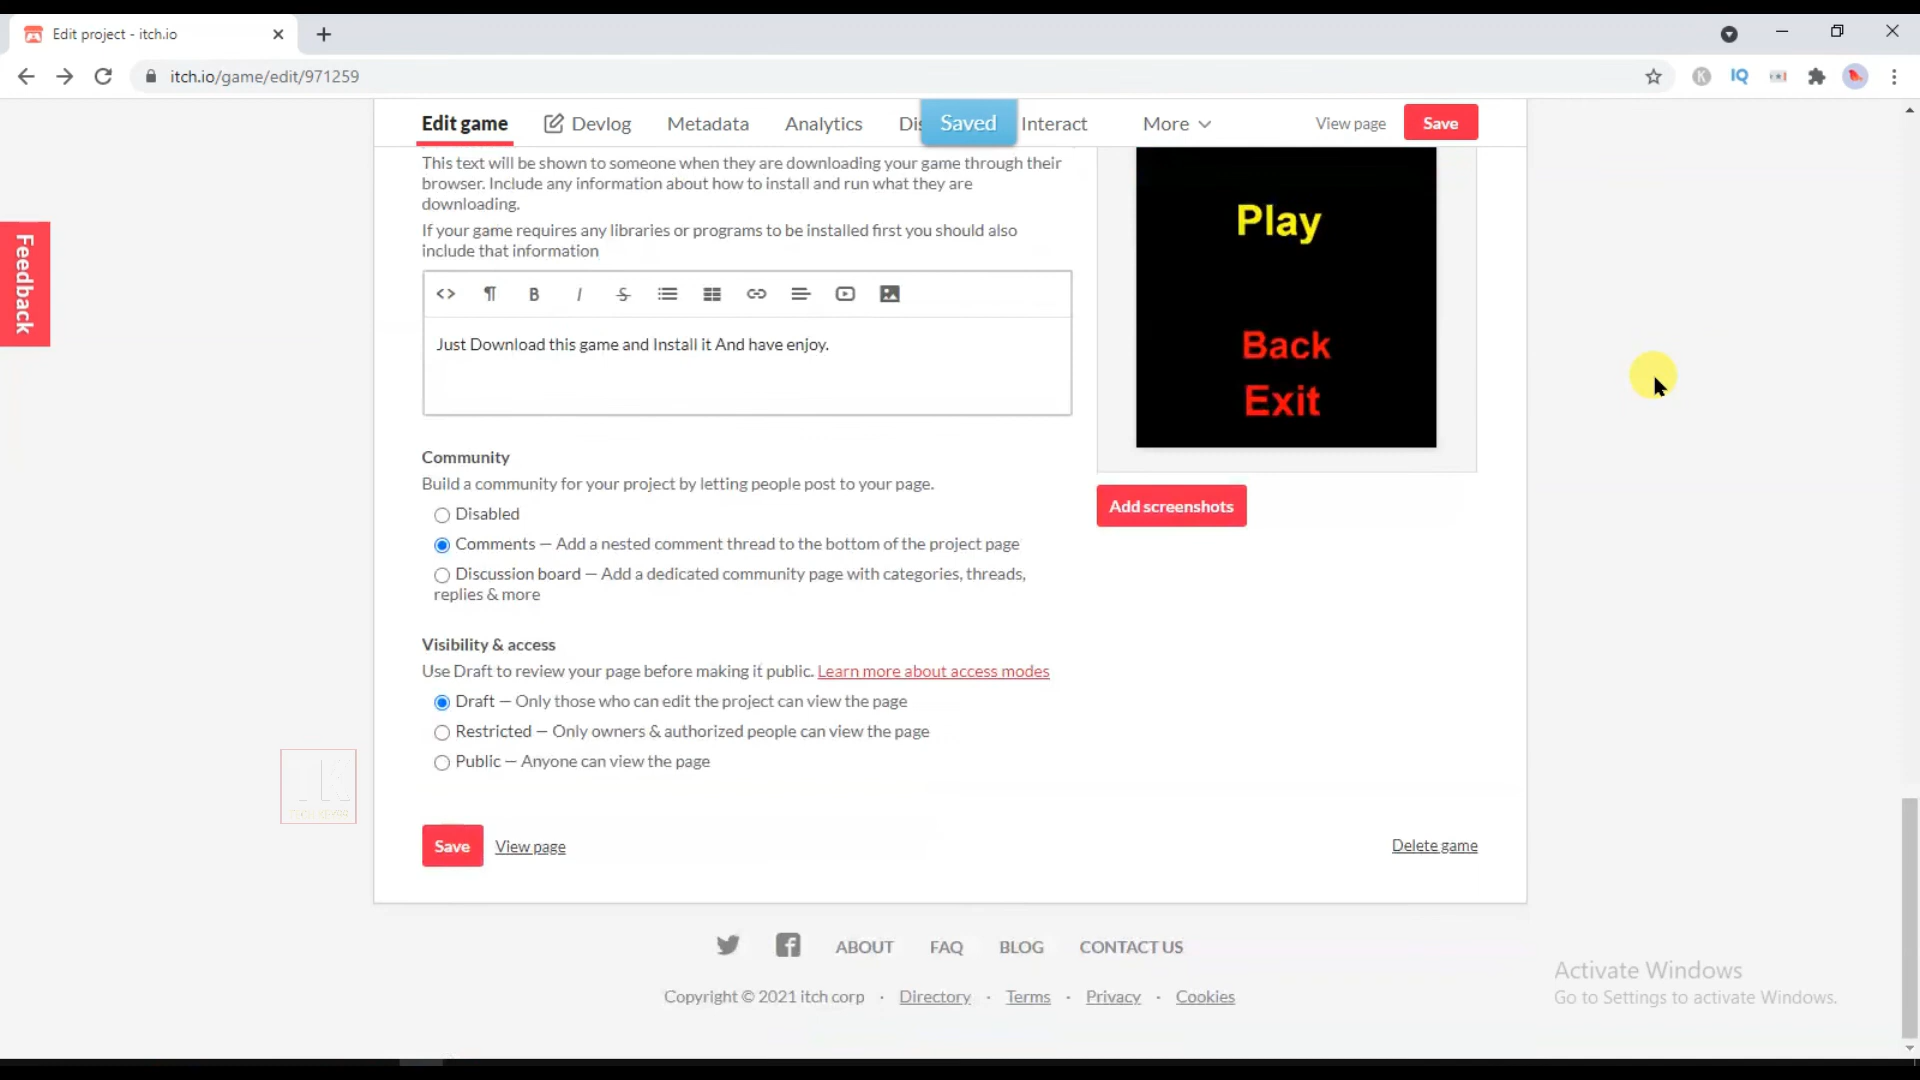 Edit project - itch.io
itch.io/game/edit/971259
Edit game
Devlog
Metadata
Analytics
Saved
Interact
More
View page
Save
This text will be shown to someone when they are downloading your game through their
browser. Include any information about how to install and run what they are
downloading.
If your game requires any libraries or programs to be installed first you should also
include that information
Just Download this game and Install it And have enjoy.
Play
Back
Exit
Add screenshots
Feedback
Community
Build a community for your project by letting people post to your page.
Disabled
Comments — Add a nested comment thread to the bottom of the project page
Discussion board — Add a dedicated community page with categories, threads,
replies & more
Visibility & access
Use Draft to review your page before making it public. Learn more about access modes
Draft — Only those who can edit the project can view the page
Restricted — Only owners & authorized people can view the page
Public — Anyone can view the page
TK
Save
View page
Delete game
ABOUT
FAQ
BLOG
CONTACT US
Copyright © 2021 itch corp · Directory · Terms · Privacy · Cookies
Activate Windows
Go to Settings to activate Windows.